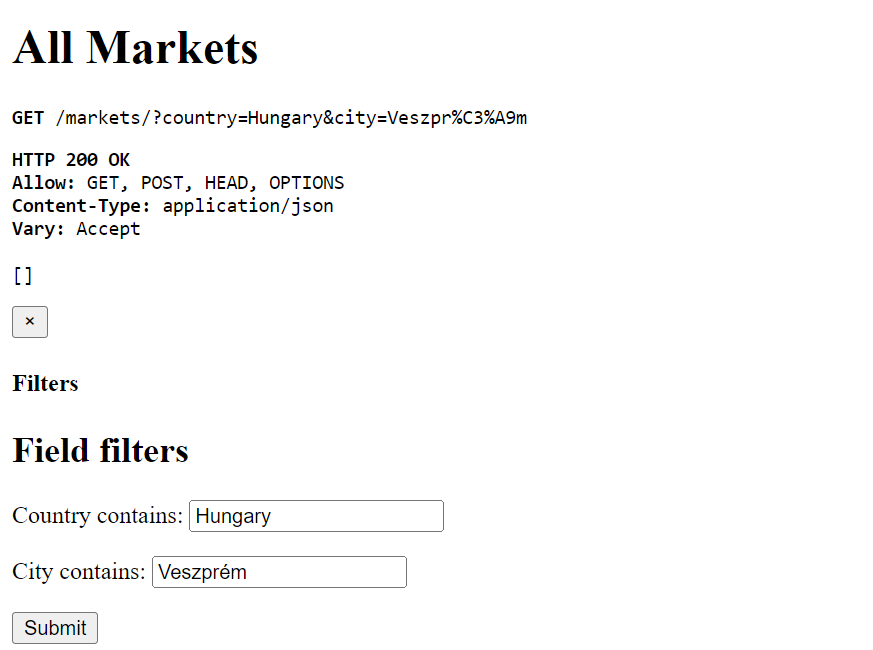 All Markets
GET /markets/?country=Hungary&city=Veszpr%C3%A9m
HTTP 200 OK
Allow: GET, POST, HEAD, OPTIONS
Content-Type: application/json
Vary: Accept
[]
×
Filters
Field filters
Country contains: Hungary
City contains: Veszprém
Submit